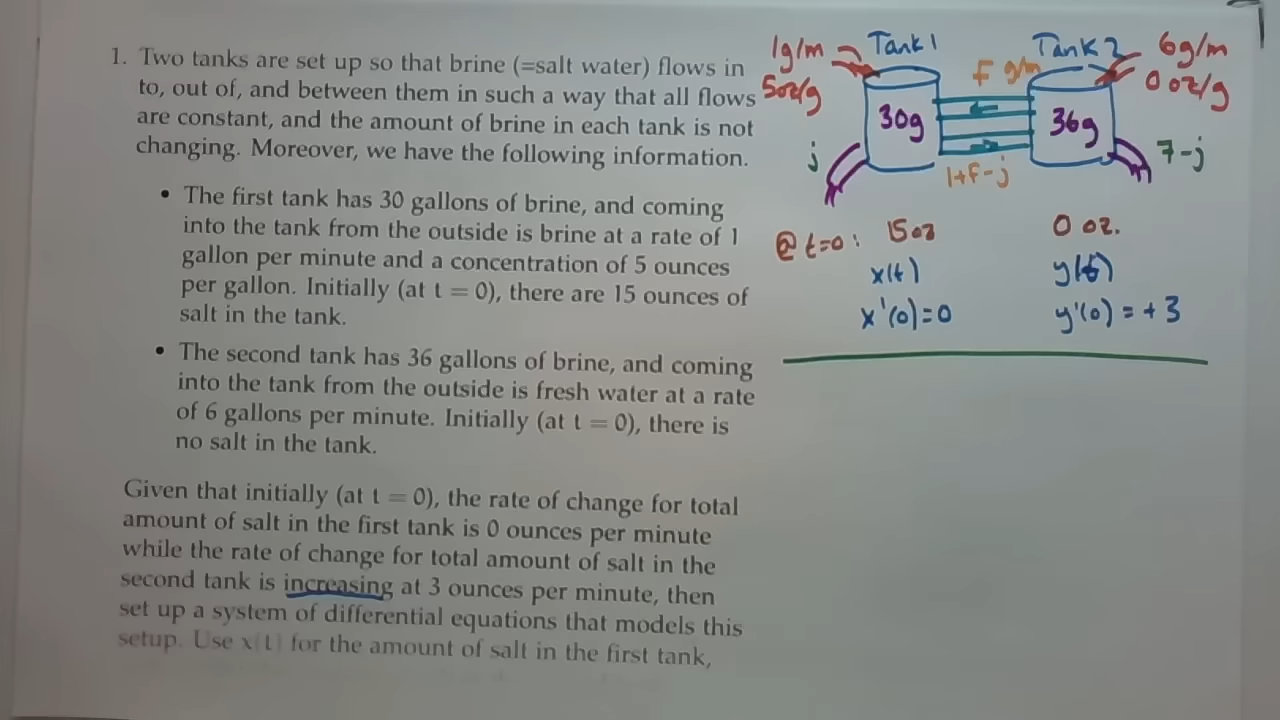 1. Two tanks are set up so that brine (=salt water) flows in
to, out of, and between them in such a way that all flows
are constant, and the amount of brine in each tank is not
changing. Moreover, we have the following information.
• The first tank has 30 gallons of brine, and coming
into the tank from the outside is brine at a rate of 1
gallon per minute and a concentration of 5 ounces
per gallon. Initially (at t = 0), there are 15 ounces of
salt in the tank.
• The second tank has 36 gallons of brine, and coming
into the tank from the outside is fresh water at a rate
of 6 gallons per minute. Initially (at t = 0), there is
no salt in the tank.
Given that initially (at t = 0), the rate of change for total
amount of salt in the first tank is 0 ounces per minute
while the rate of change for total amount of salt in the
second tank is increasing at 3 ounces per minute, then
set up a system of differential equations that models this
setup. Use x(t) for the amount of salt in the first tank,
1g/m Tank 1 Tank 2 6g/m
5oz/g F g/m 0 oz/g
30g 36g
j 1+F-j 7-j
@ t=0: 15oz 0 oz.
x(t) y(t)
x'(0)=0 y'(0) = +3